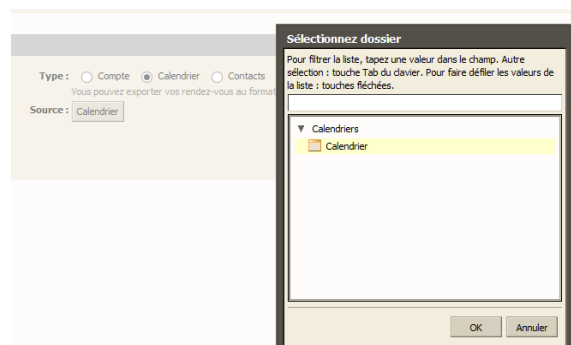 Sélectionnez dossier
Pour filtrer la liste, tapez une valeur dans le champ. Autre
sélection : touche Tab du clavier. Pour faire défiler les valeurs de
la liste : touches fléchées.
Type : Compte Calendrier Contacts
Vous pouvez exporter vos rendez-vous au format
Source : Calendrier
Calendriers
Calendrier
OK Annuler